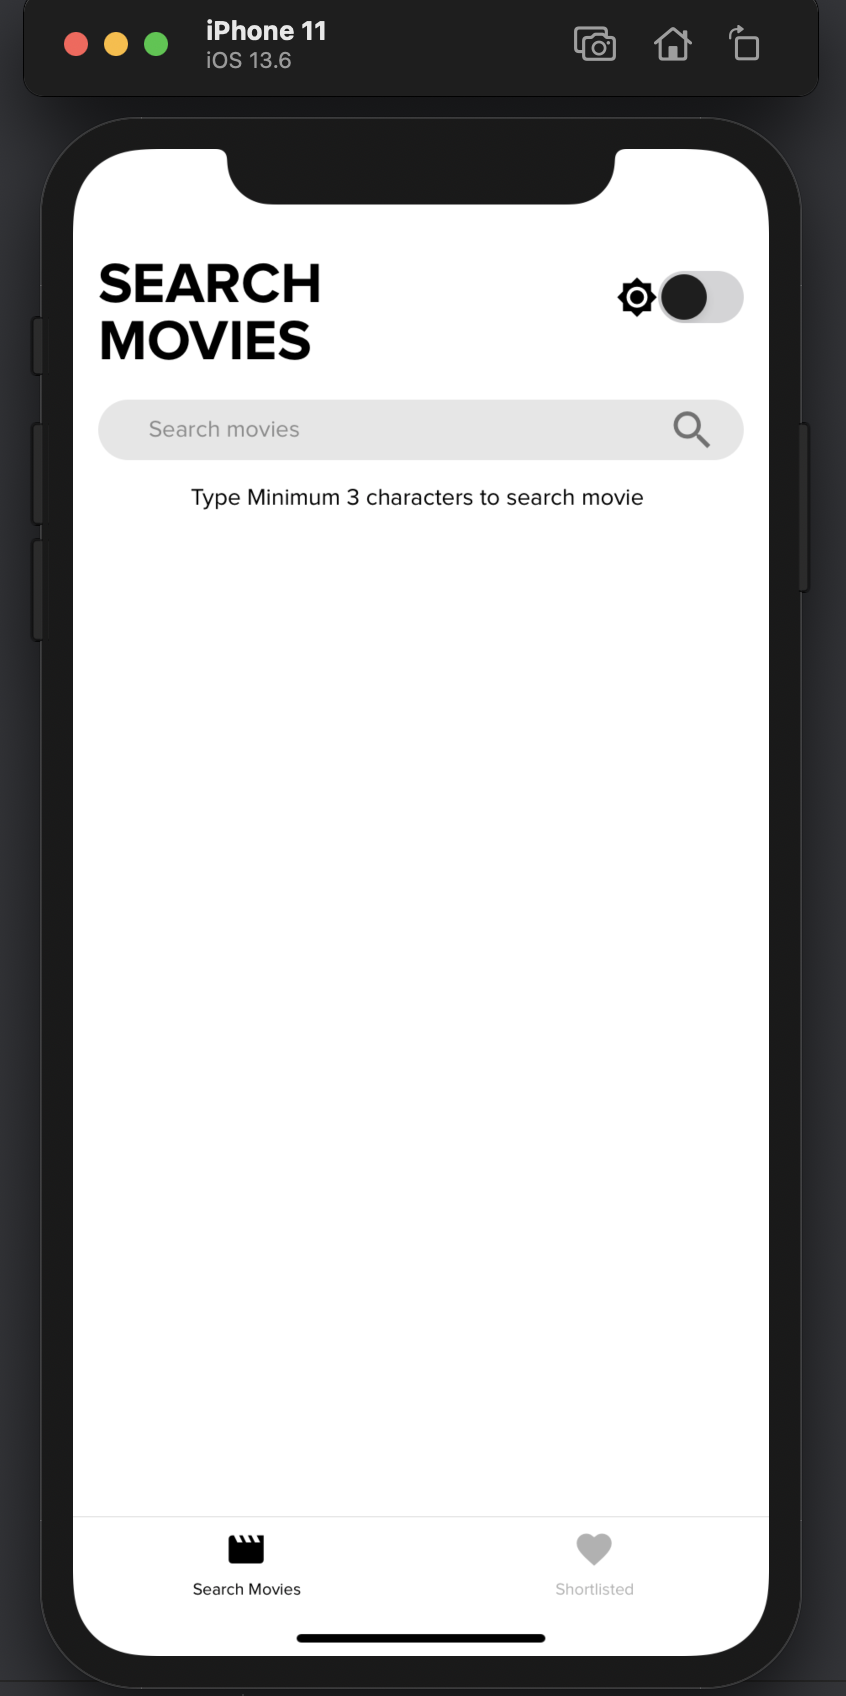 iPhone 11
iOS 13.6
SEARCH
MOVIES
Search movies
Type Minimum 3 characters to search movie
Search Movies
Shortlisted